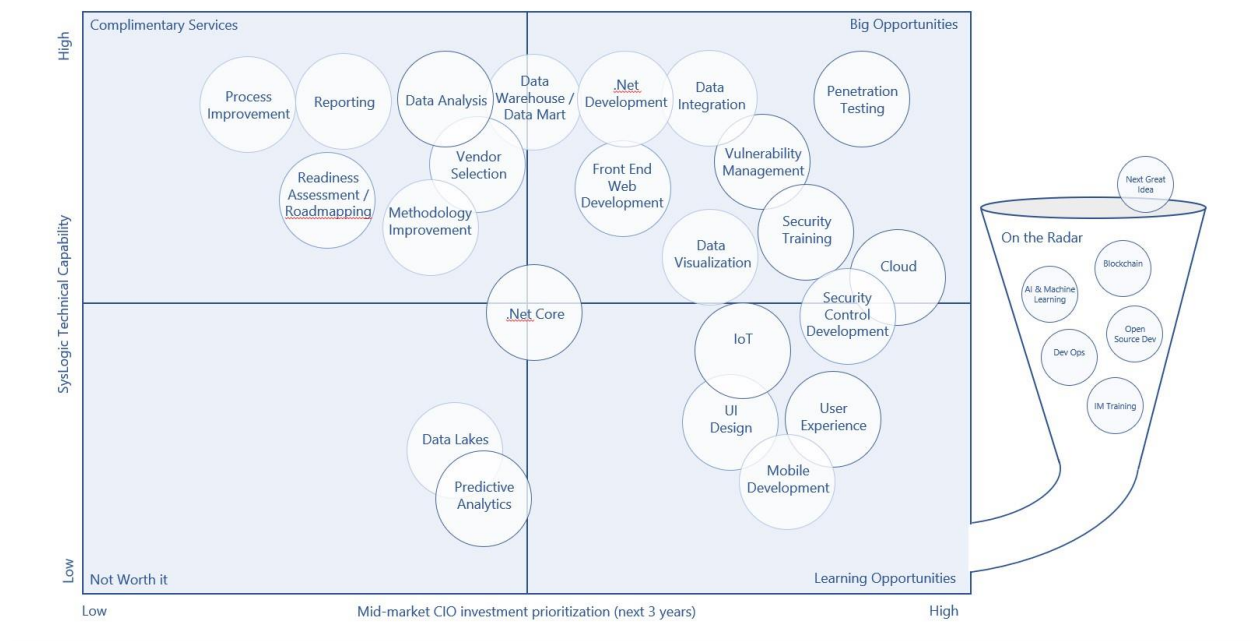 Complimentary Services
Big Opportunities
High
SysLogic Technical Capability
Low
Process
Improvement
Reporting
Data Analysis
Data
Warehouse /
Data Mart
.Net
Development
Data
Integration
Penetration
Testing
Vendor
Selection
Vulnerability
Management
Readiness
Assessment /
Roadmapping
Methodology
Improvement
Front End
Web
Development
Security
Training
Data
Visualization
Cloud
Security
Control
Development
.Net Core
IoT
UI
Design
User
Experience
Data Lakes
Predictive
Analytics
Mobile
Development
Not Worth it
Learning Opportunities
Low
Mid-market CIO investment prioritization (next 3 years)
High
Next Great
Idea
On the Radar
Blockchain
AI & Machine
Learning
Open
Source Dev
Dev Ops
IM Training